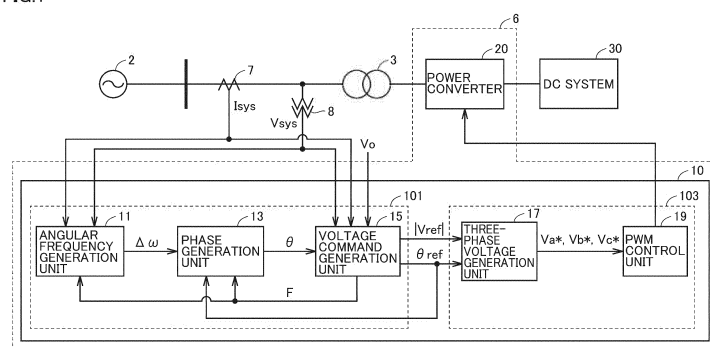 6
2
7
3
20
30
POWER
CONVERTER
DC SYSTEM
Isys
Vsys
8
Vo
10
101
103
11
13
15
17
19
ANGULAR
FREQUENCY
GENERATION
UNIT
Δω
PHASE
GENERATION
UNIT
θ
VOLTAGE
COMMAND
GENERATION
UNIT
|Vref|
θref
THREE-
PHASE
VOLTAGE
GENERATION
UNIT
Va*, Vb*, Vc*
PWM
CONTROL
UNIT
F